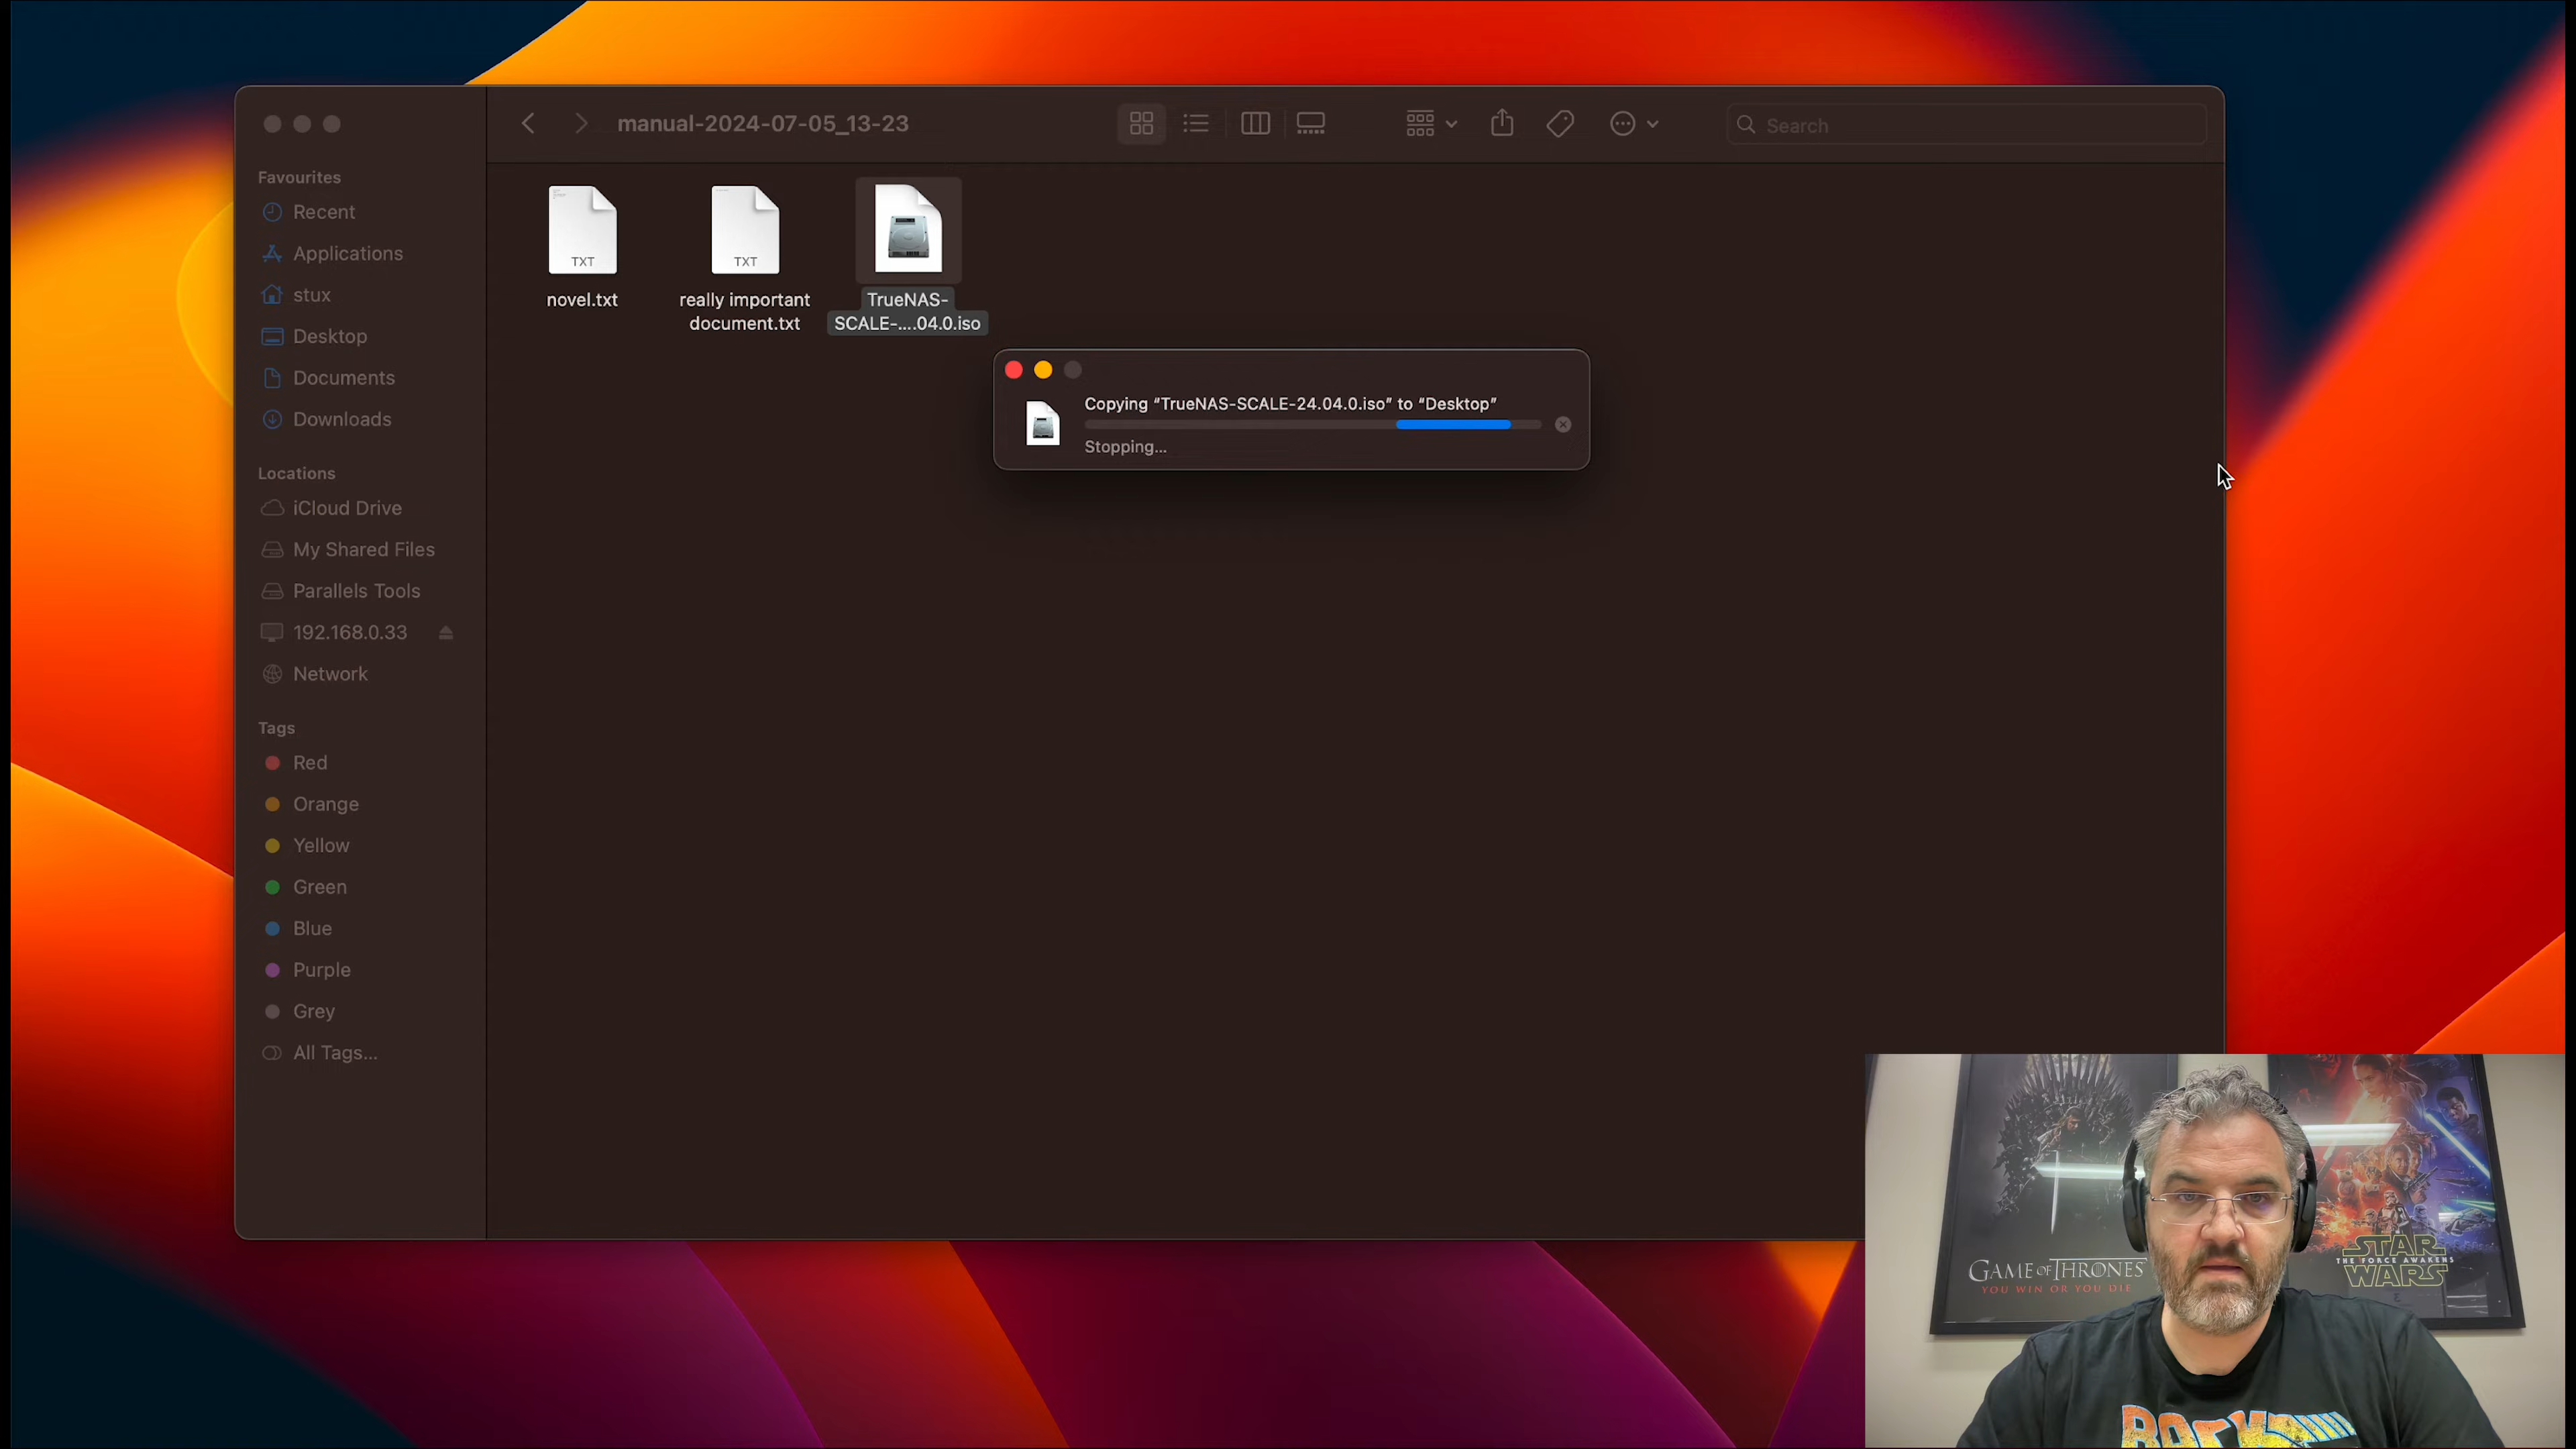 manual-2024-07-05_13-23
Search
Favourites
Recent
Applications
stux
Desktop
Documents
Downloads
Locations
iCloud Drive
My Shared Files
Parallels Tools
192.168.0.33
Network
Tags
Red
Orange
Yellow
Green
Blue
Purple
Grey
All Tags...
TXT
novel.txt
TXT
really important
document.txt
TrueNAS-
SCALE-....04.0.iso
Copying “TrueNAS-SCALE-24.04.0.iso” to “Desktop”
Stopping...
GAME OF THRONES
YOU WIN OR YOU DIE
STAR
THE FORCE AWAKENS
WARS